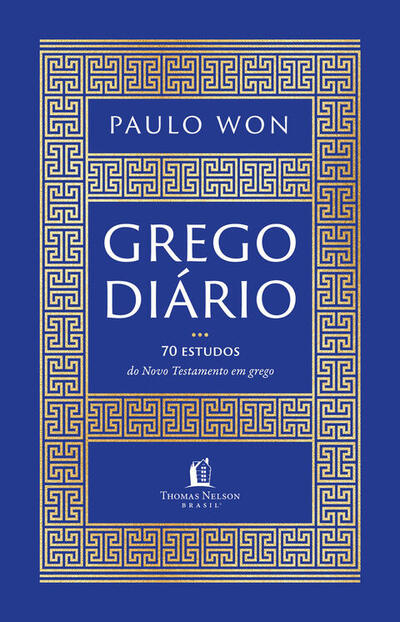 PAULO WON
GREGO
DIÁRIO
70 ESTUDOS
do Novo Testamento em grego
THOMAS NELSON
BRASIL®